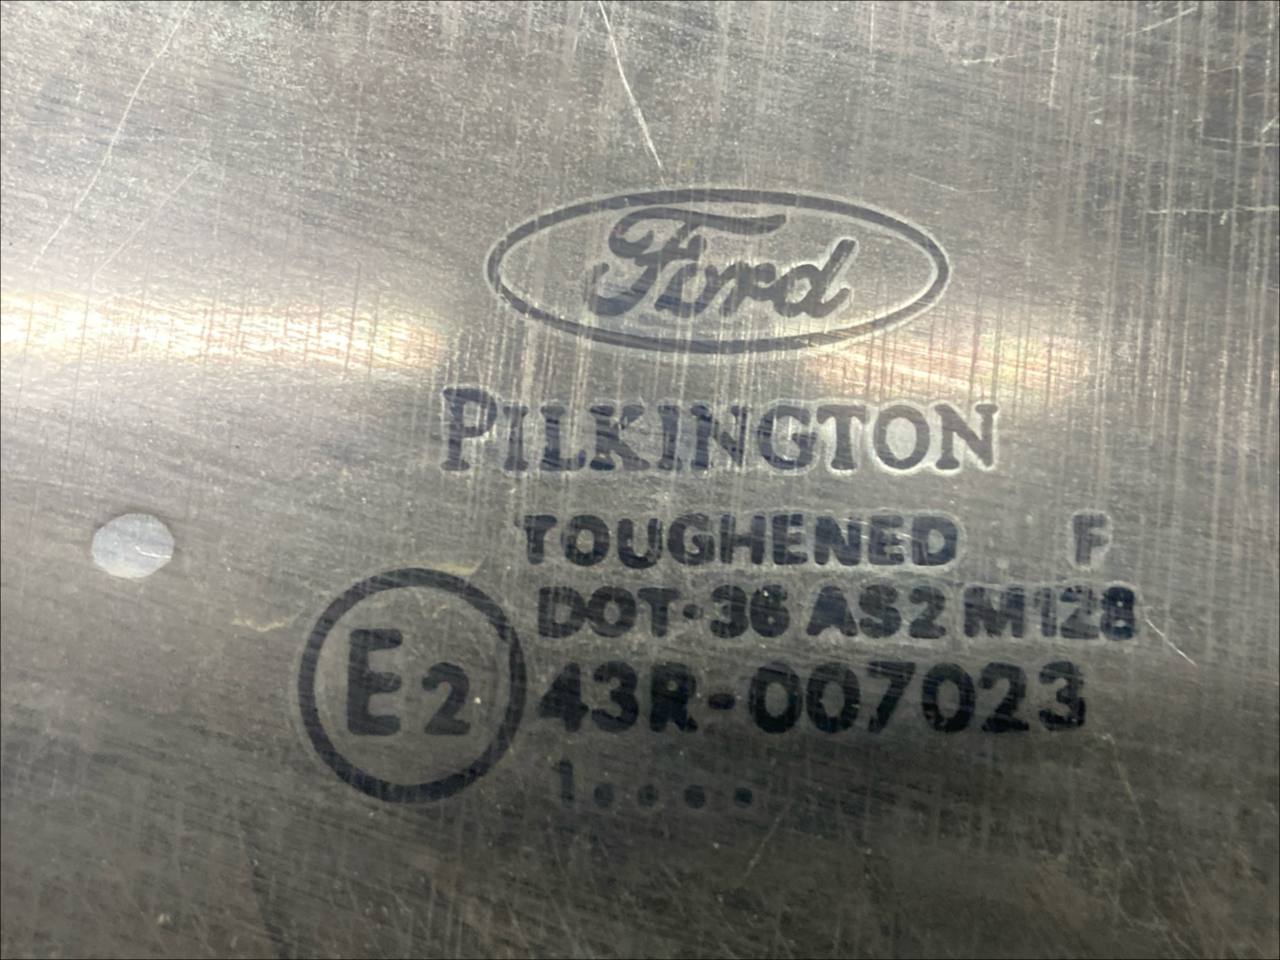 Ford
PILKINGTON
TOUGHENED F
DOT·36 AS2 M128
E2 43R-007023
1....